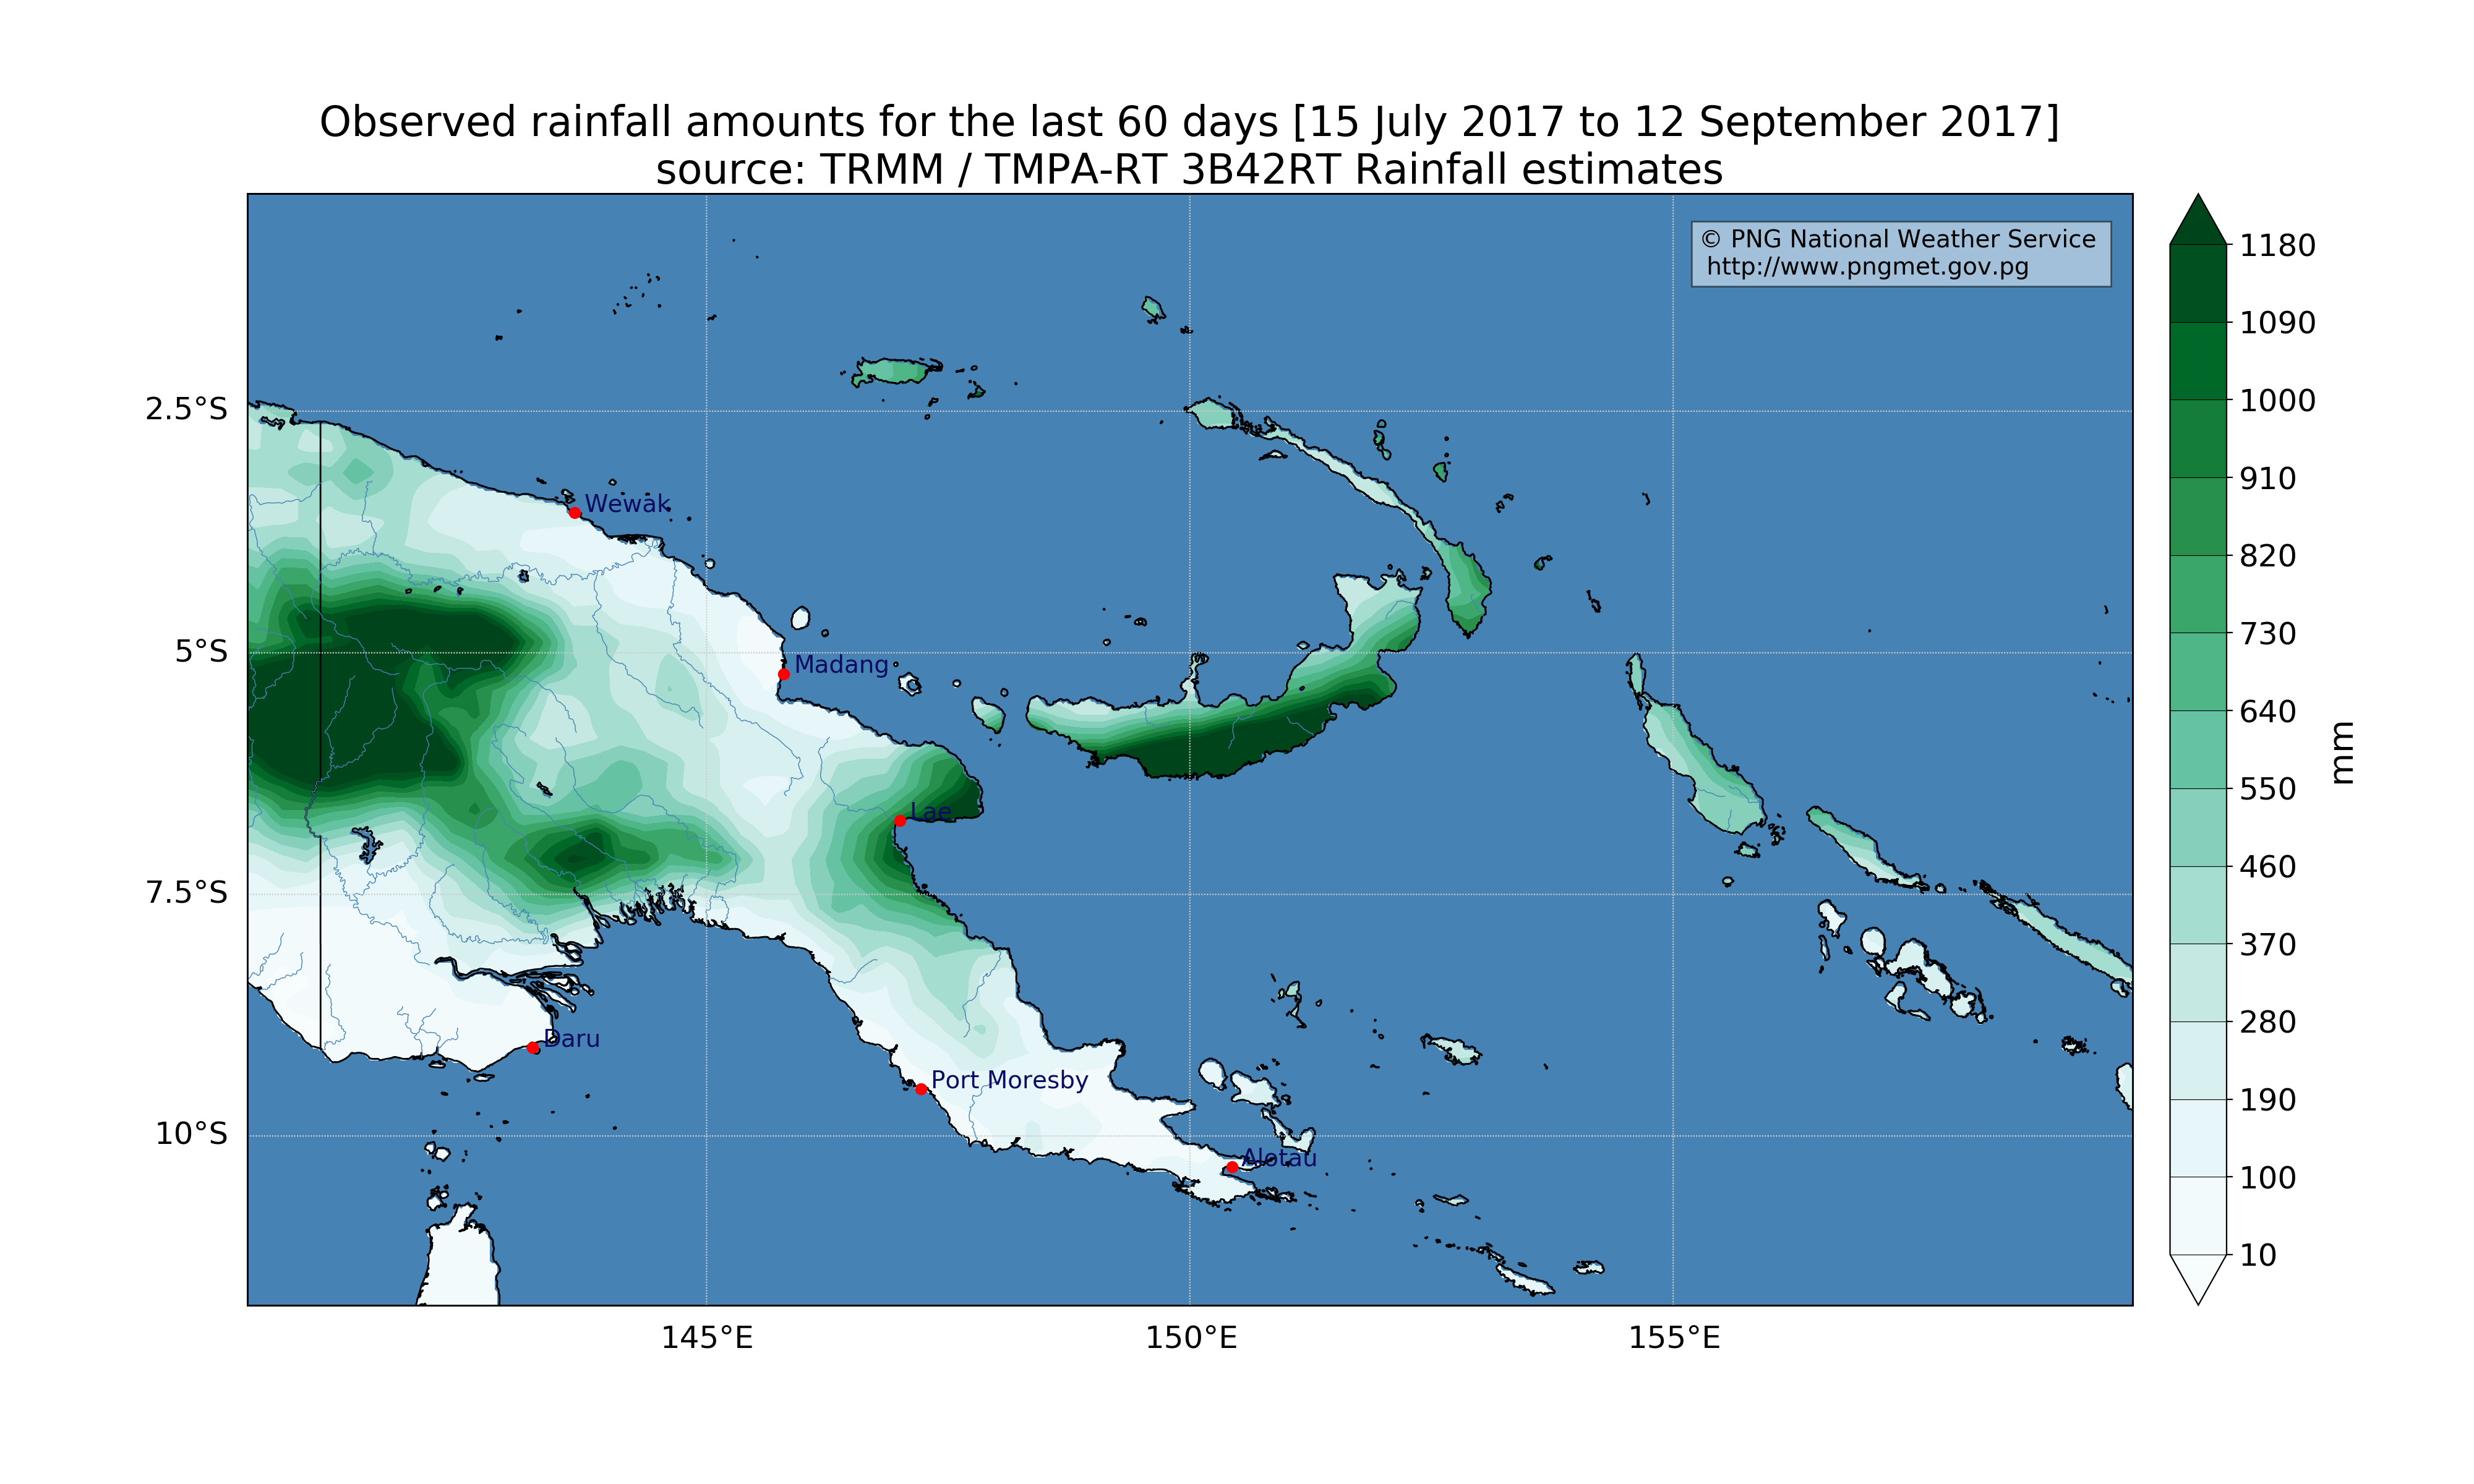 Observed rainfall amounts for the last 60 days [15 July 2017 to 12 September 2017]
source: TRMM / TMPA-RT 3B42RT Rainfall estimates
© PNG National Weather Service
http://www.pngmet.gov.pg
2.5°S
5°S
7.5°S
10°S
Wewak
Madang
Lae
Daru
Port Moresby
Alotau
145°E
150°E
155°E
1180
1090
1000
910
820
730
640
550
460
370
280
190
100
10
mm